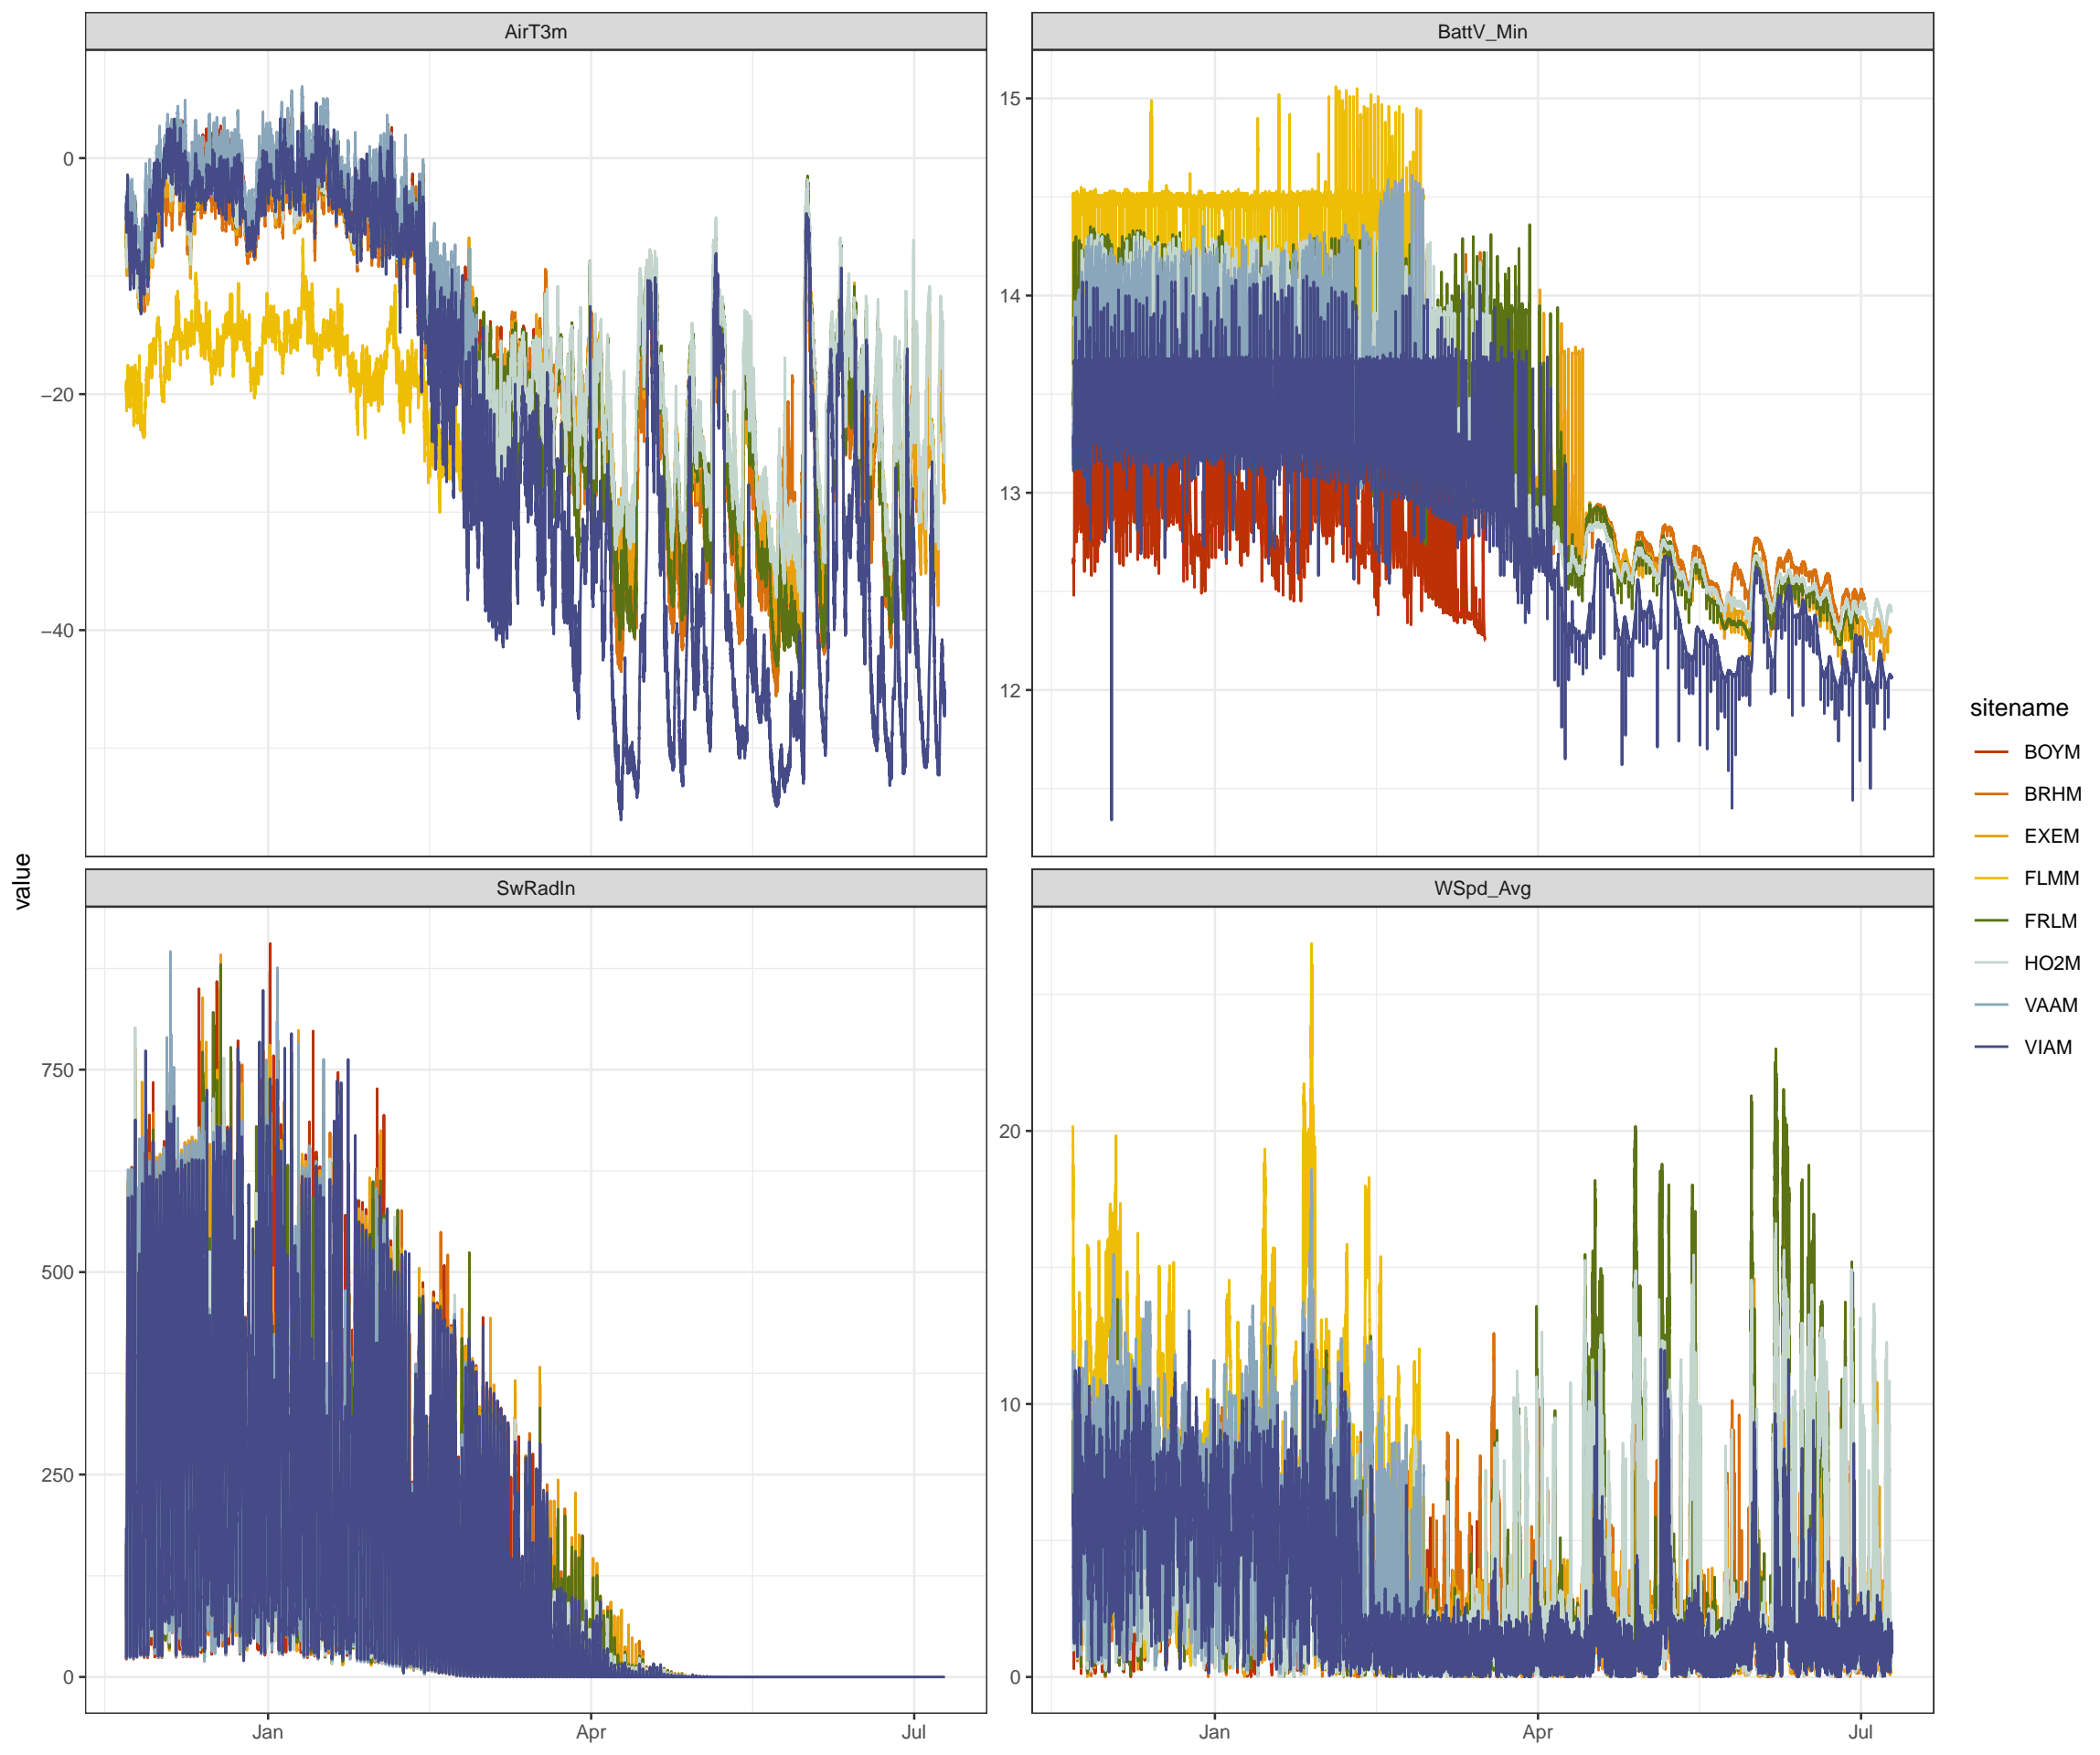 AirT3m
BattV_Min
0
−20
−40
15
14
13
12
SwRadIn
WSpd_Avg
750
500
250
0
20
10
0
Jan
Apr
Jul
Jan
Apr
Jul
value
sitename
BOYM
BRHM
EXEM
FLMM
FRLM
HO2M
VAAM
VIAM